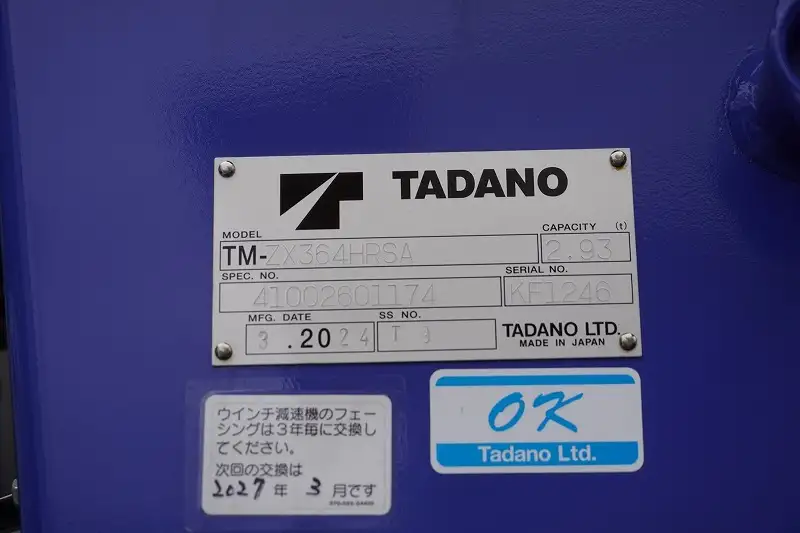 TADANO
MODEL
TM-ZX364HRSA
CAPACITY (t)
2.93
SPEC. NO.
41002601174
SERIAL NO.
KF1246
MFG. DATE
3 .2024
SS NO.
T
TADANO LTD.
MADE IN JAPAN
ウインチ減速機のフェー
シングは3年毎に交換し
てください。
次回の交換は
2027 年 3 月です
OK
Tadano Ltd.